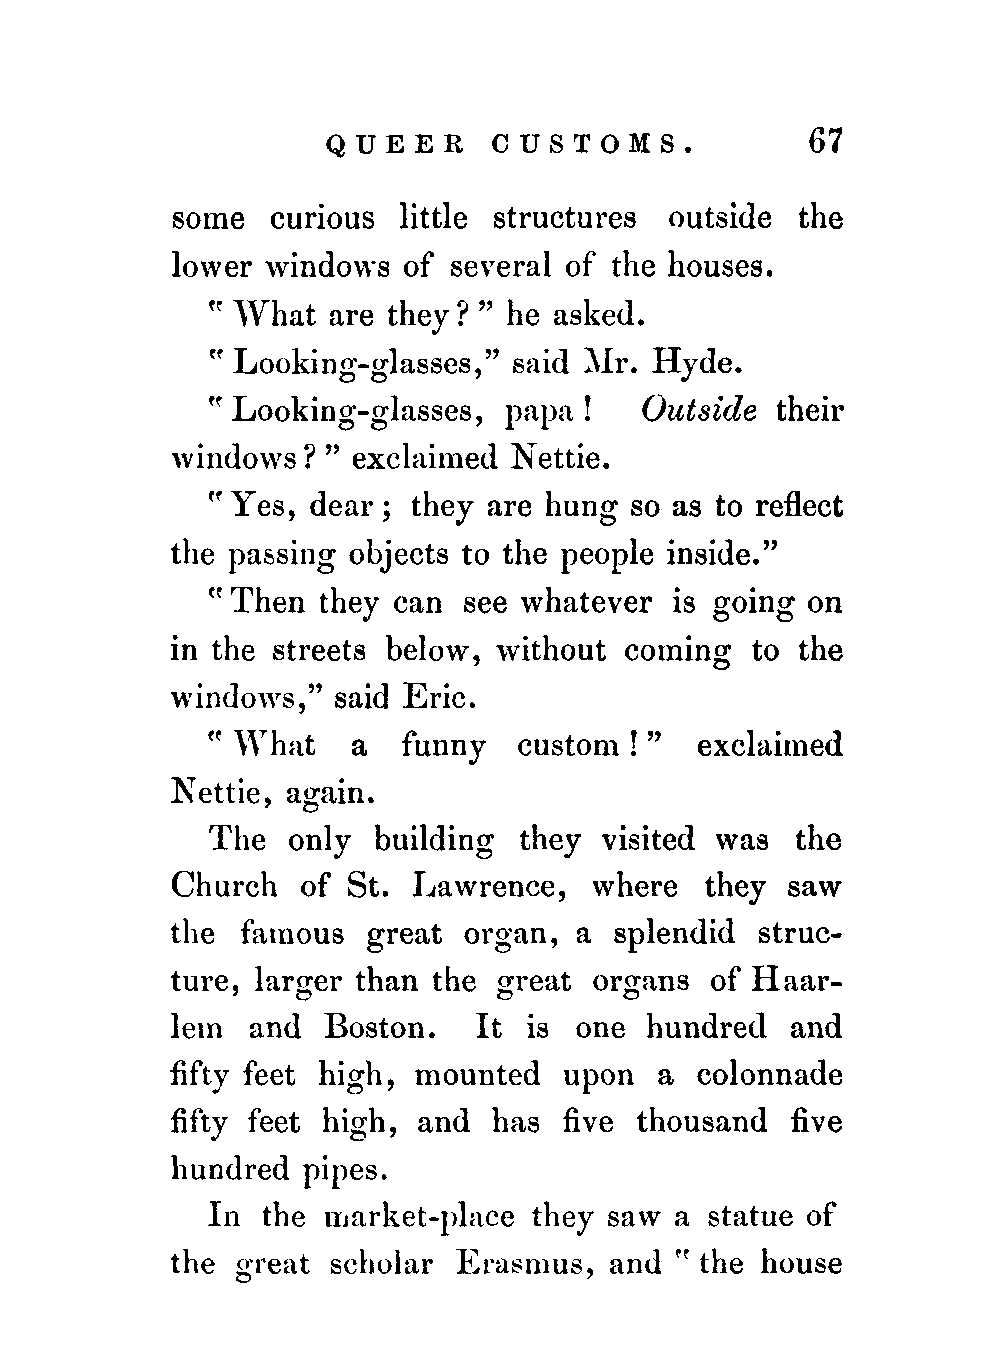 QUEER CUSTOMS. 67
some curious little structures outside the
lower windows of several of the houses.
"What are they?" he asked.
"Looking-glasses," said Mr. Hyde.
"Looking-glasses, papa! Outside their
windows?" exclaimed Nettie.
"Yes, dear; they are hung so as to reflect
the passing objects to the people inside."
"Then they can see whatever is going on
in the streets below, without coming to the
windows," said Eric.
"What a funny custom!" exclaimed
Nettie, again.
The only building they visited was the
Church of St. Lawrence, where they saw
the famous great organ, a splendid struc-
ture, larger than the great organs of Haar-
lem and Boston. It is one hundred and
fifty feet high, mounted upon a colonnade
fifty feet high, and has five thousand five
hundred pipes.
In the market-place they saw a statue of
the great scholar Erasmus, and "the house